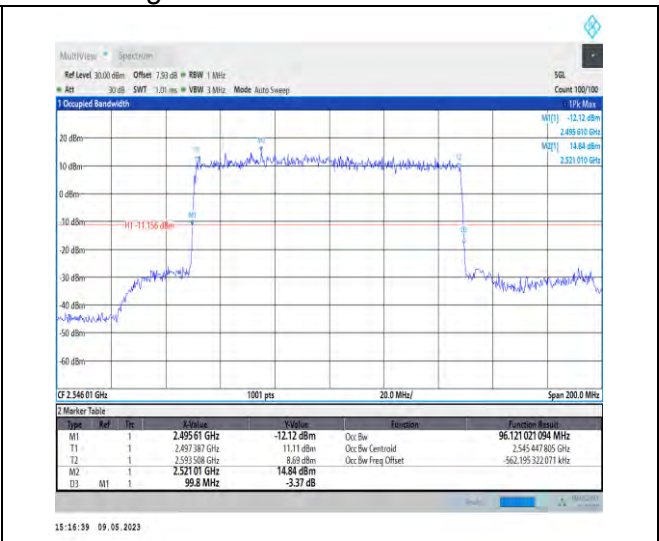 MultiView Spectrum
Ref Level 30.00 dBm Offset 7.93 dB RBW 1 MHz SGL
Att 30 dB SWT 1.01 ms VBW 3 MHz Mode Auto Sweep Count 100/100
1 Occupied Bandwidth 1Pk Max
M1[1] -12.12 dBm
2.495 610 GHz
M2[1] 14.84 dBm
2.521 010 GHz
20 dBm
M2
T1
T2
10 dBm
0 dBm
M1
-10 dBm
H1 -11.156 dBm
D3
-20 dBm
-30 dBm
-40 dBm
-50 dBm
-60 dBm
CF 2.546 01 GHz 1001 pts 20.0 MHz/ Span 200.0 MHz
2 Marker Table
Type Ref Trc X-Value Y-Value Function Function Result
M1 1 2.495 61 GHz -12.12 dBm Occ Bw 96.121 021 094 MHz
T1 1 2.497 387 GHz 11.11 dBm Occ Bw Centroid 2.545 447 805 GHz
T2 1 2.593 508 GHz 8.69 dBm Occ Bw Freq Offset -562.195 322 071 kHz
M2 1 2.521 01 GHz 14.84 dBm
D3 M1 1 99.8 MHz -3.37 dB
15:16:39 09.05.2023